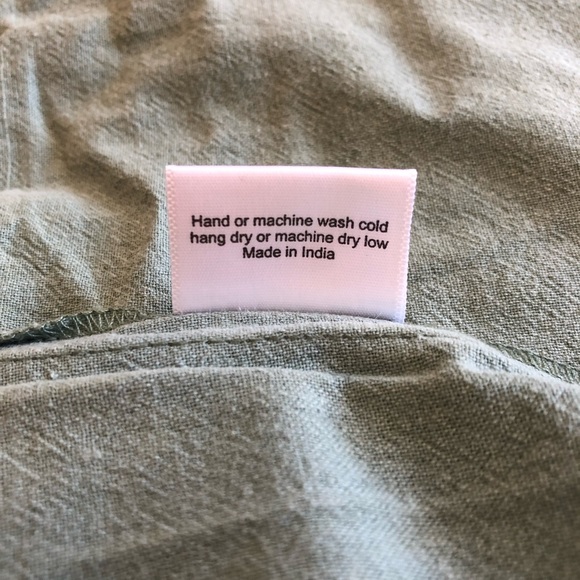 Hand or machine wash cold
hang dry or machine dry low
Made in India